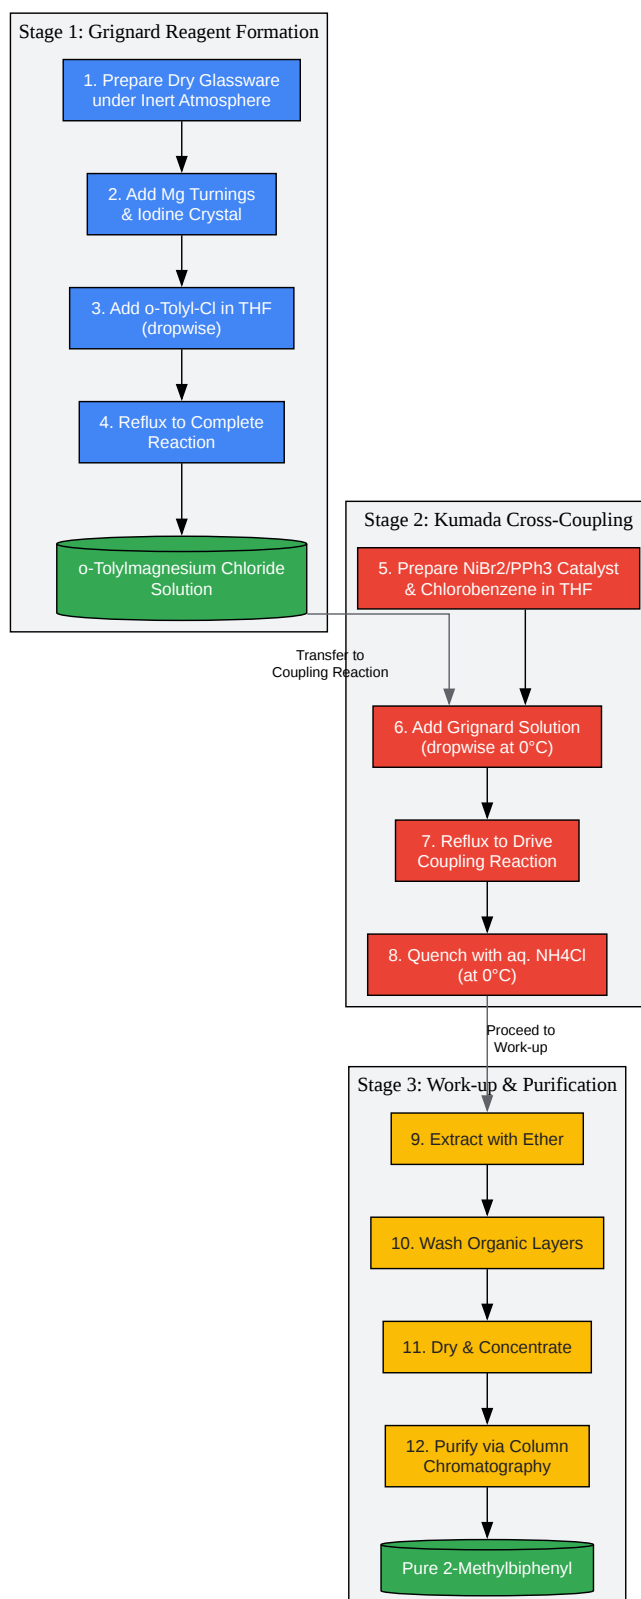 Stage 1: Grignard Reagent Formation
1. Prepare Dry Glassware
under Inert Atmosphere
2. Add Mg Turnings
& Iodine Crystal
3. Add o-Tolyl-Cl in THF
(dropwise)
4. Reflux to Complete
Reaction
o-Tolylmagnesium Chloride
Solution
Transfer to
Coupling Reaction
Stage 2: Kumada Cross-Coupling
5. Prepare NiBr2/PPh3 Catalyst
& Chlorobenzene in THF
6. Add Grignard Solution
(dropwise at 0°C)
7. Reflux to Drive
Coupling Reaction
8. Quench with aq. NH4Cl
(at 0°C)
Proceed to
Work-up
Stage 3: Work-up & Purification
9. Extract with Ether
10. Wash Organic Layers
11. Dry & Concentrate
12. Purify via Column
Chromatography
Pure 2-Methylbiphenyl